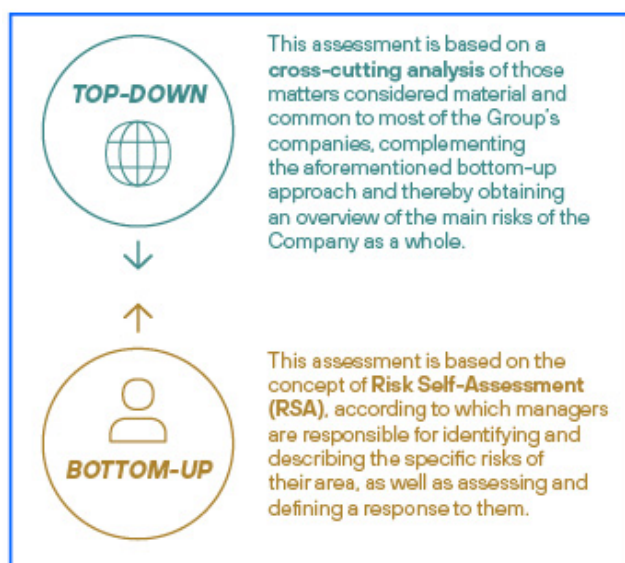 TOP-DOWN
This assessment is based on a
cross-cutting analysis of those
matters considered material and
common to most of the Group's
companies, complementing
the aforementioned bottom-up
approach and thereby obtaining
an overview of the main risks of the
Company as a whole.
BOTTOM-UP
This assessment is based on the
concept of Risk Self-Assessment
(RSA), according to which managers
are responsible for identifying and
describing the specific risks of
their area, as well as assessing and
defining a response to them.